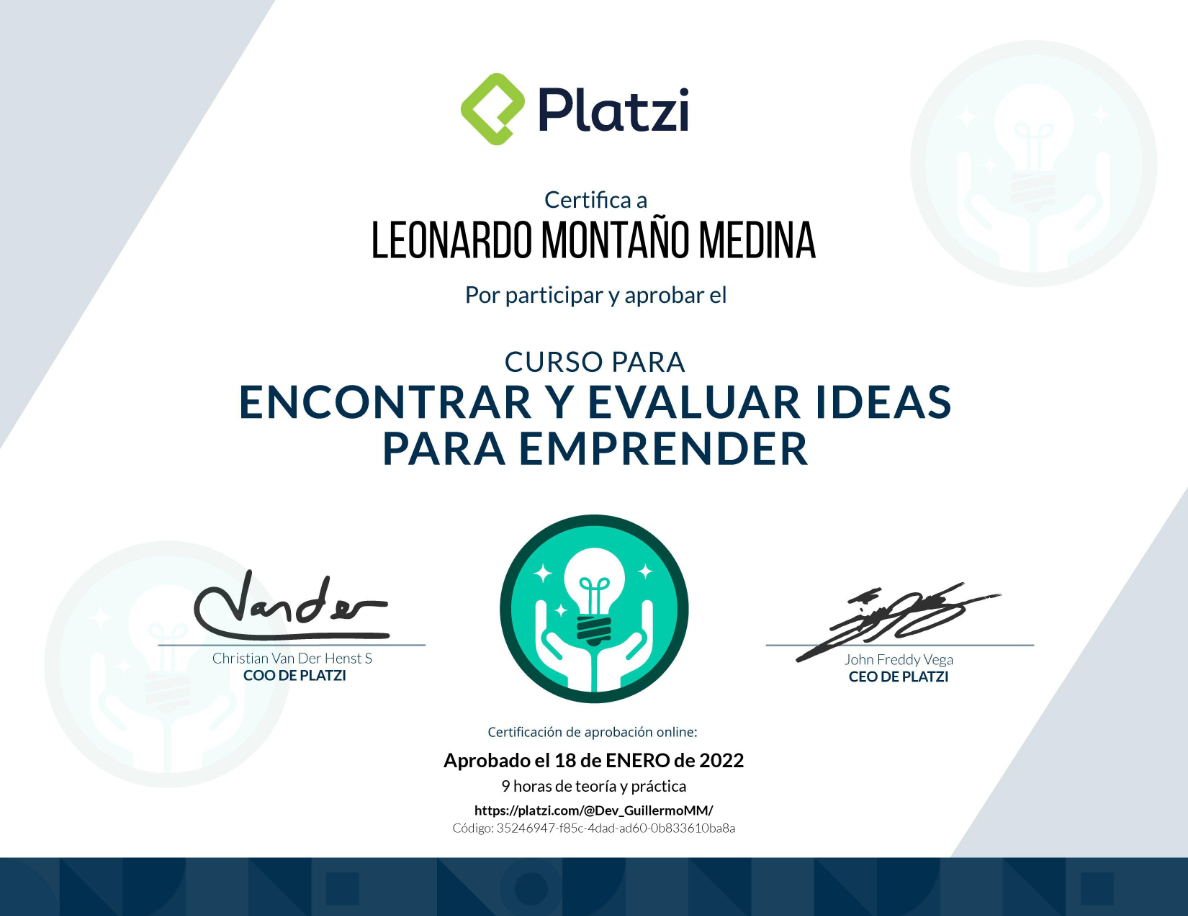 Platzi
Certifica a
LEONARDO MONTAÑO MEDINA
Por participar y aprobar el
CURSO PARA
ENCONTRAR Y EVALUAR IDEAS
PARA EMPRENDER
Vander
Christian Van Der Henst S
COO DE PLATZI
John Freddy Vega
CEO DE PLATZI
Certificación de aprobación online:
Aprobado el 18 de ENERO de 2022
9 horas de teoría y práctica
https://platzi.com/@Dev_GuillermoMM/
Código: 35246947-f85c-4dad-ad60-0b833610ba8a